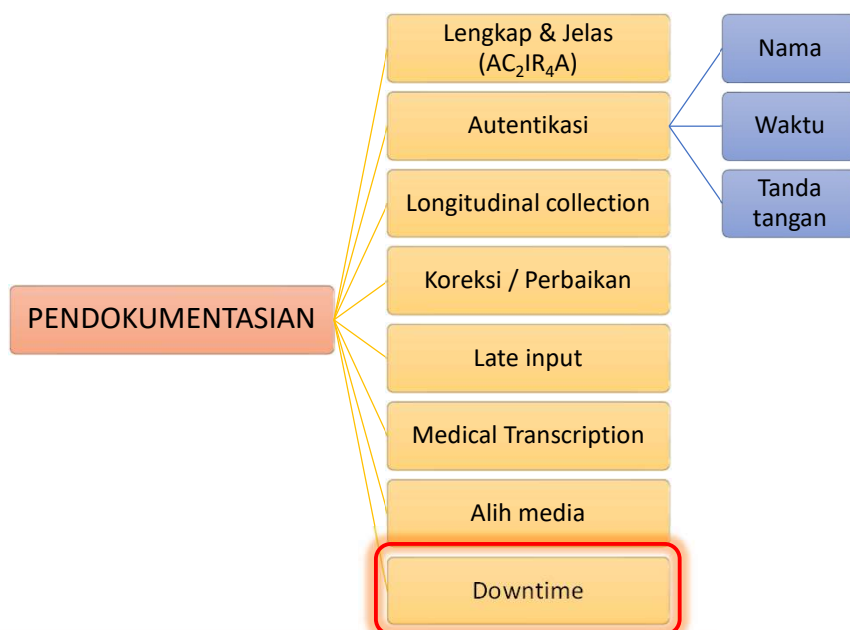 PENDOKUMENTASIAN
Lengkap & Jelas
(AC₂IR₄A)
Autentikasi
Nama
Waktu
Tanda
tangan
Longitudinal collection
Koreksi / Perbaikan
Late input
Medical Transcription
Alih media
Downtime